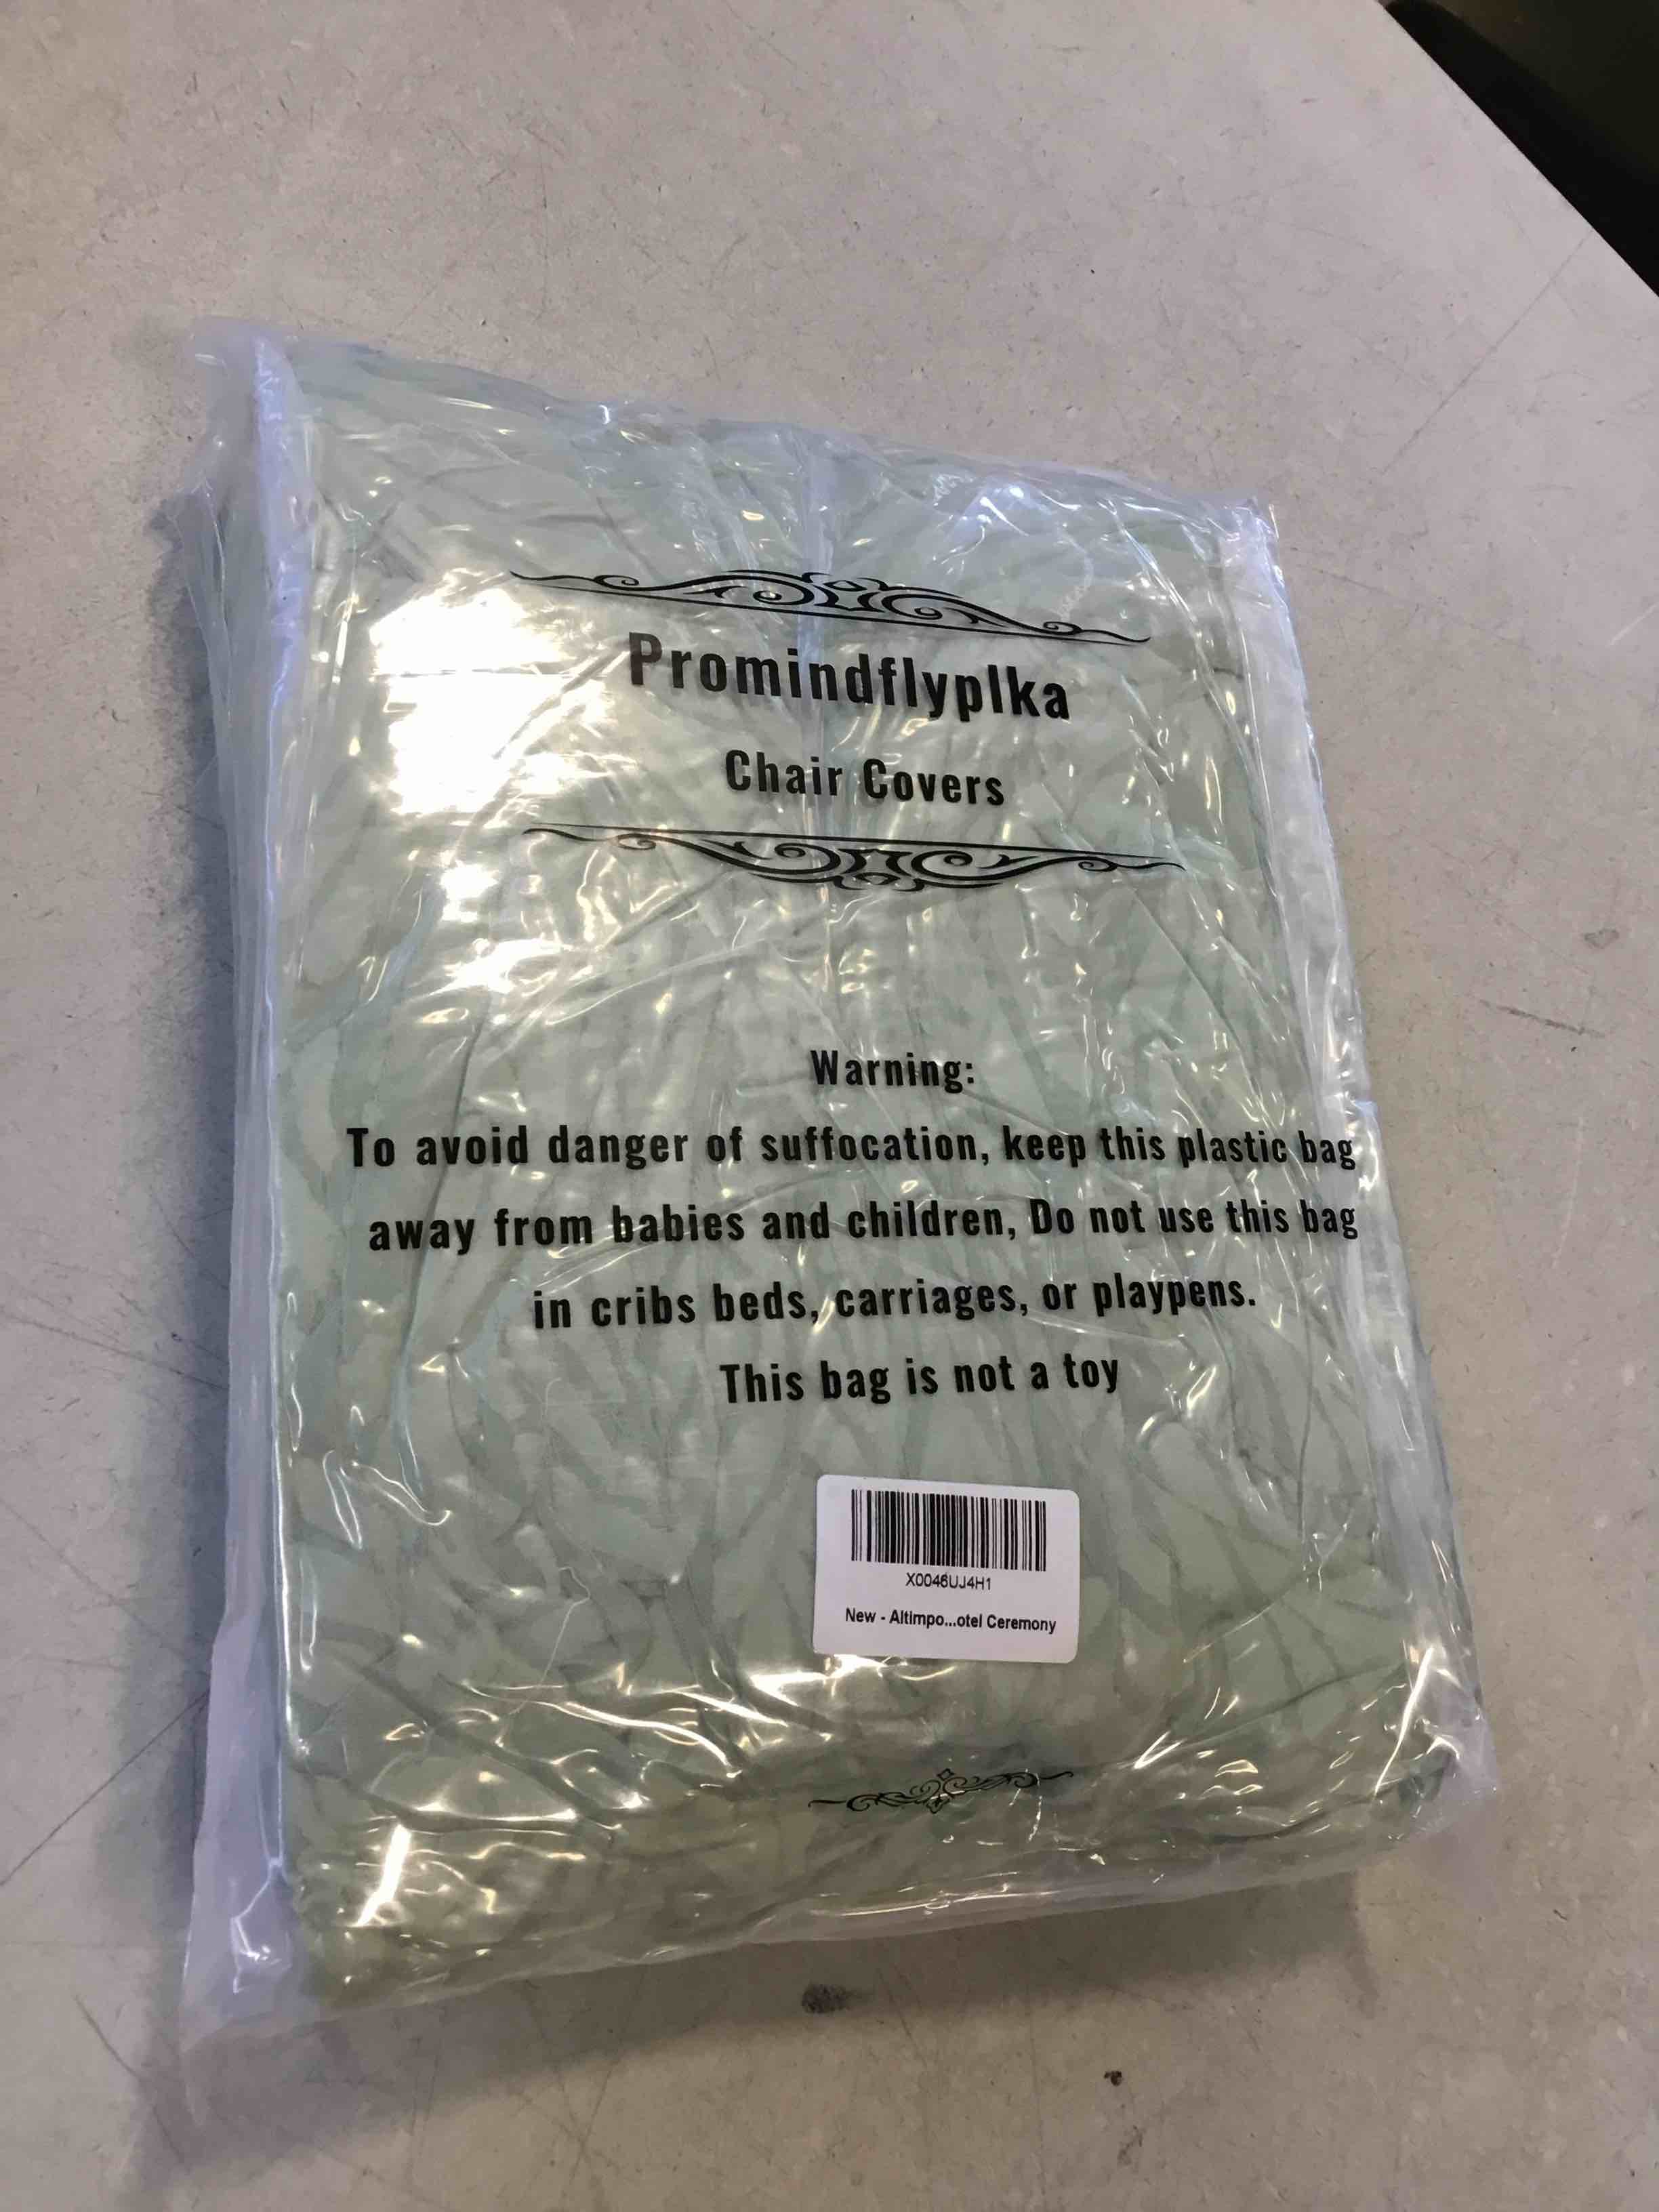 Promindflyplka
Chair Covers
Warning:
To avoid danger of suffocation, keep this plastic bag
away from babies and children, Do not use this bag
in cribs beds, carriages, or playpens.
This bag is not a toy
X0046UJ4H1
New - Altimpo...otel Ceremony